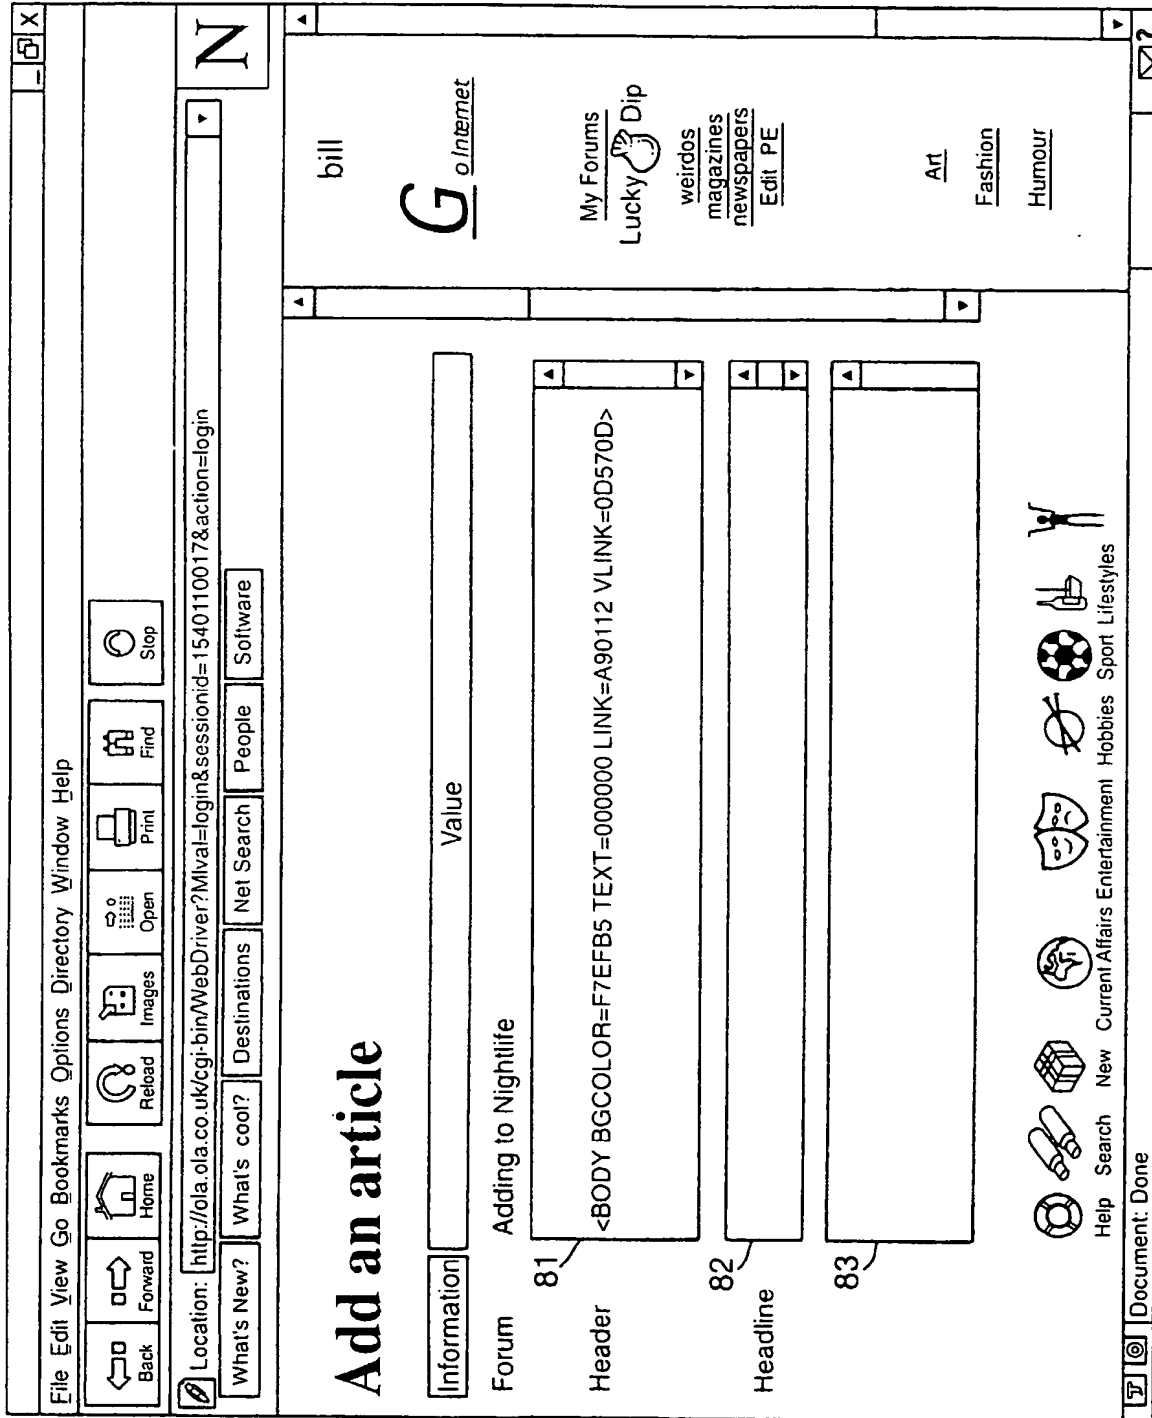 _ X
File Edit View Go Bookmarks Options Directory Window Help
Back Forward Home Reload Images Open Print Find Stop
Location: http://ola.ola.co.uk/cgi-bin/WebDriver?MIval=login&sessionid=1540110017&action=login
N
What's New? What's cool? Destinations Net Search People Software
Add an article
Information Value
Forum Adding to Nightlife
Header 81 <BODY BGCOLOR=F7EFB5 TEXT=000000 LINK=A90112 VLINK=0D570D>
82
Headline
83
bill
Go Internet
My Forums
Lucky Dip
weirdos
magazines
newspapers
Edit PE
Art
Fashion
Humour
Help Search New Current Affairs Entertainment Hobbies Sport Lifestyles
Document: Done
?